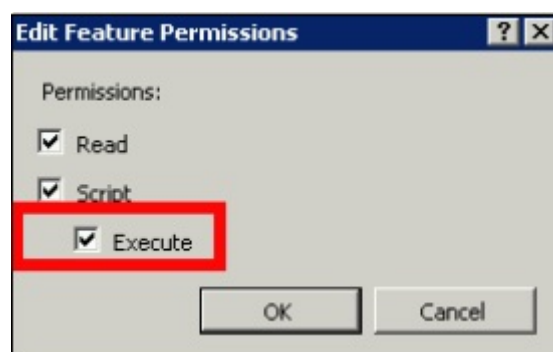 Edit Feature Permissions ? X
Permissions:
Read
Script
Execute
OK Cancel